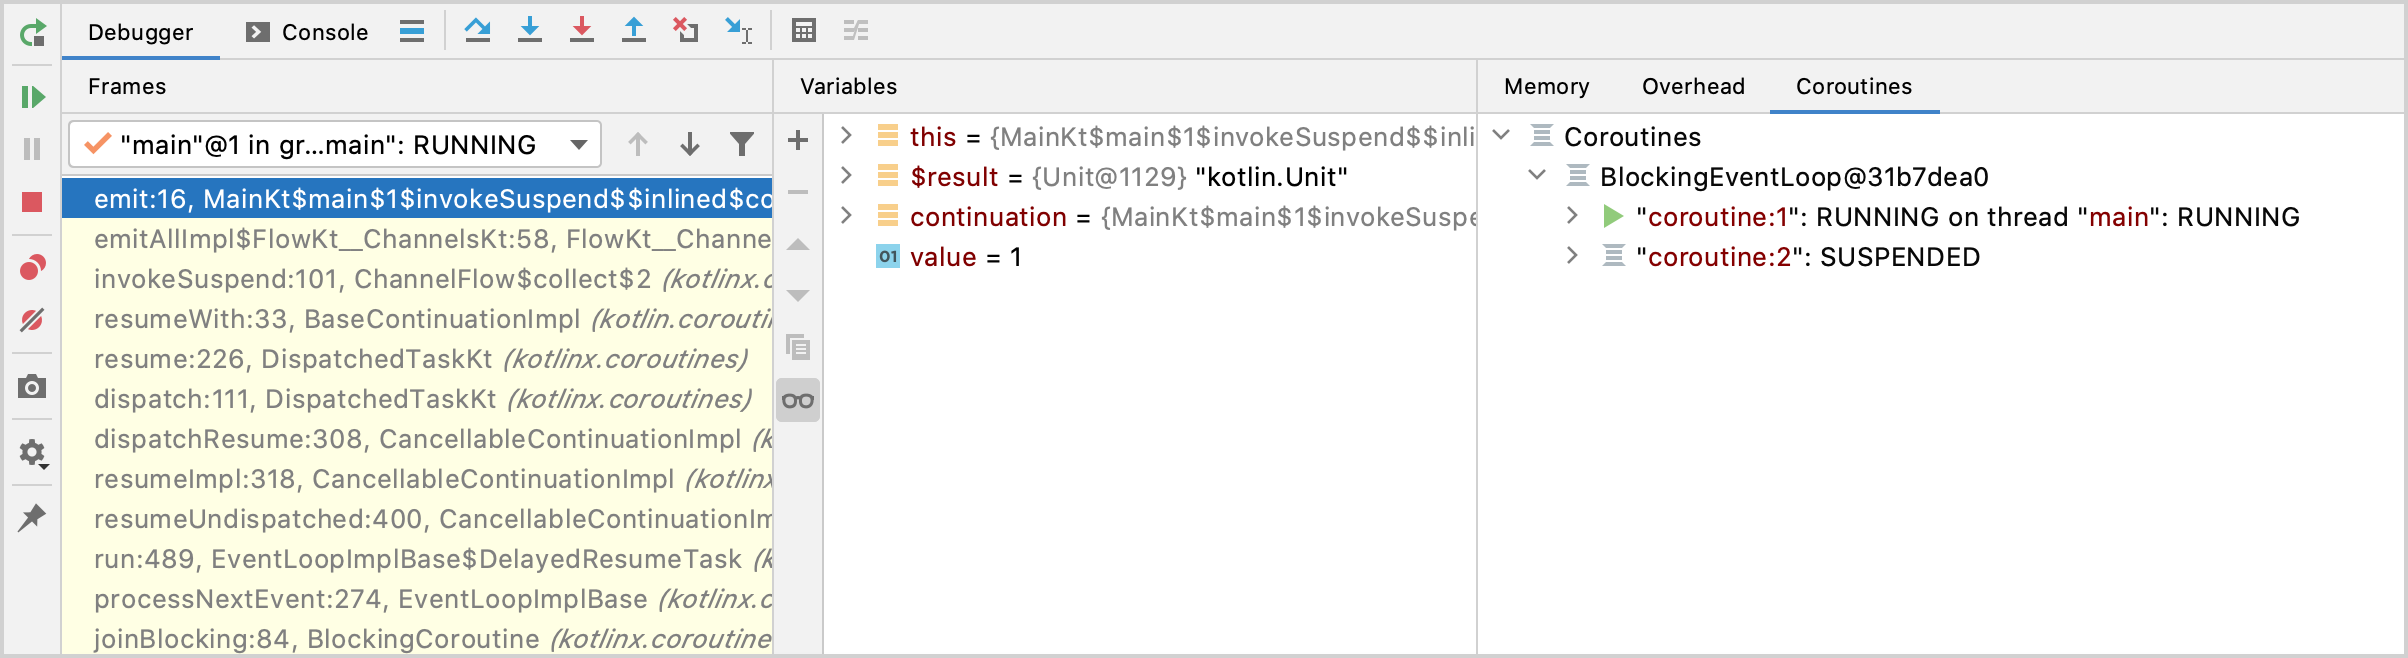 Debugger Console
Frames
"main"@1 in gr...main": RUNNING
emit:16, MainKt$main$1$invokeSuspend$$inlined$co
emitAllImpl$FlowKt__ChannelsKt:58, FlowKt__Channe
invokeSuspend:101, ChannelFlow$collect$2 (kotlinx.c
resumeWith:33, BaseContinuationImpl (kotlin.corouti
resume:226, DispatchedTaskKt (kotlinx.coroutines)
dispatch:111, DispatchedTaskKt (kotlinx.coroutines)
dispatchResume:308, CancellableContinuationImpl (k
resumeImpl:318, CancellableContinuationImpl (kotlin
resumeUndispatched:400, CancellableContinuationIm
run:489, EventLoopImplBase$DelayedResumeTask (k
processNextEvent:274, EventLoopImplBase (kotlinx.c
joinBlocking:84, BlockingCoroutine (kotlinx.coroutine
Variables
this = {MainKt$main$1$invokeSuspend$$inli
$result = {Unit@1129} "kotlin.Unit"
continuation = {MainKt$main$1$invokeSuspe
01 value = 1
Memory Overhead Coroutines
Coroutines
BlockingEventLoop@31b7dea0
"coroutine:1": RUNNING on thread "main": RUNNING
"coroutine:2": SUSPENDED